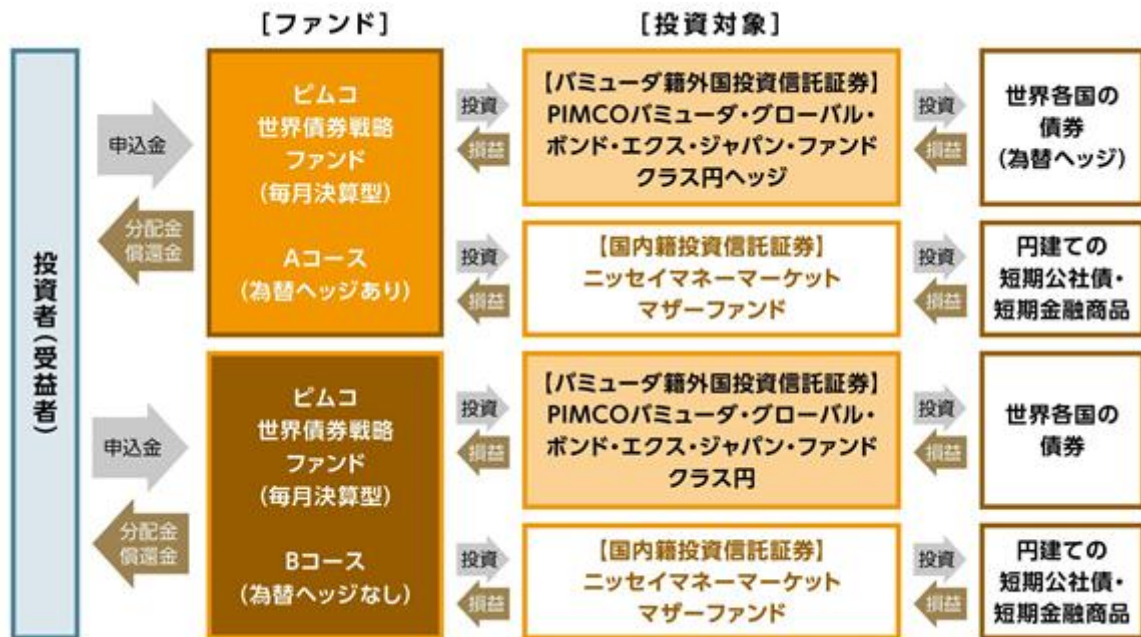 [ファンド]
[投資対象]
投資者(受益者)
申込金
分配金
償還金
ピムコ
世界債券戦略
ファンド
(毎月決算型)
Aコース
(為替ヘッジあり)
投資
損益
【バミューダ籍外国投資信託証券】
PIMCOバミューダ・グローバル・
ボンド・エクス・ジャパン・ファンド
クラス円ヘッジ
投資
損益
世界各国の
債券
(為替ヘッジ)
投資
損益
【国内籍投資信託証券】
ニッセイマネーマーケット
マザーファンド
投資
損益
円建ての
短期公社債・
短期金融商品
申込金
分配金
償還金
ピムコ
世界債券戦略
ファンド
(毎月決算型)
Bコース
(為替ヘッジなし)
投資
損益
【バミューダ籍外国投資信託証券】
PIMCOバミューダ・グローバル・
ボンド・エクス・ジャパン・ファンド
クラス円
投資
損益
世界各国の
債券
投資
損益
【国内籍投資信託証券】
ニッセイマネーマーケット
マザーファンド
投資
損益
円建ての
短期公社債・
短期金融商品